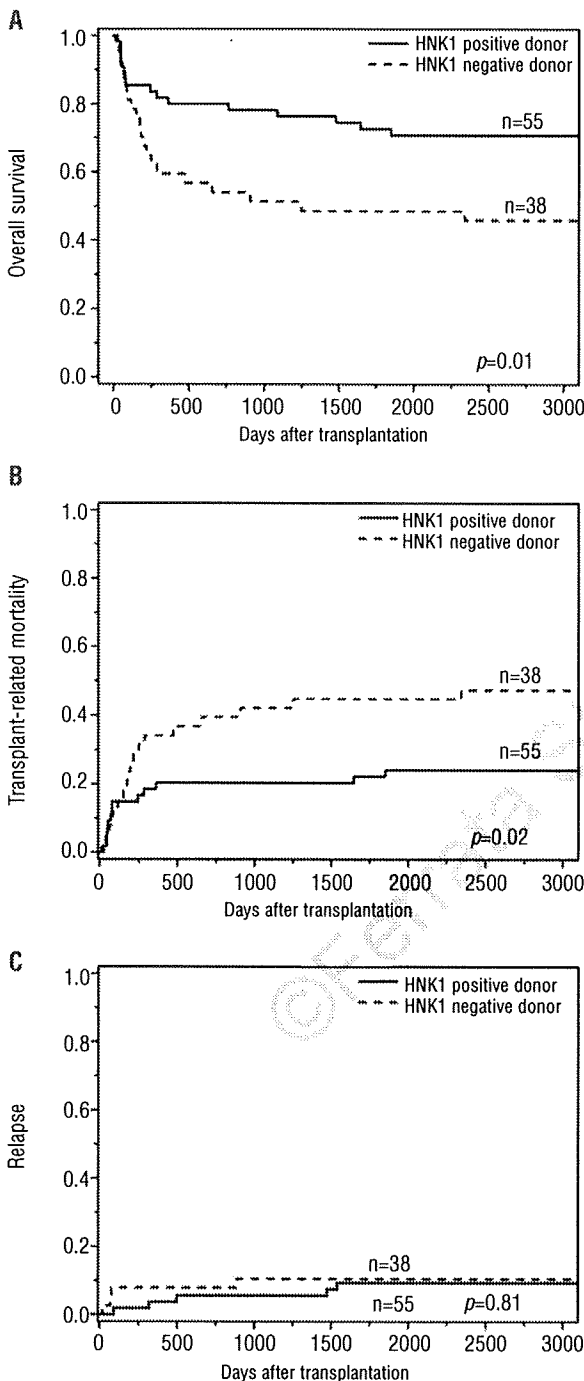 A
1.0
0.8
0.6
0.4
0.2
0.0
Overall survival
HNK1 positive donor
HNK1 negative donor
n=55
n=38
p=0.01
0 500 1000 1500 2000 2500 3000
Days after transplantation
B
1.0
0.8
0.6
0.4
0.2
0.0
Transplant-related mortality
HNK1 positive donor
HNK1 negative donor
n=38
n=55
p=0.02
0 500 1000 1500 2000 2500 3000
Days after transplantation
C
1.0
0.8
0.6
0.4
0.2
0.0
Relapse
HNK1 positive donor
HNK1 negative donor
n=38
n=55 p=0.81
0 500 1000 1500 2000 2500 3000
Days after transplantation